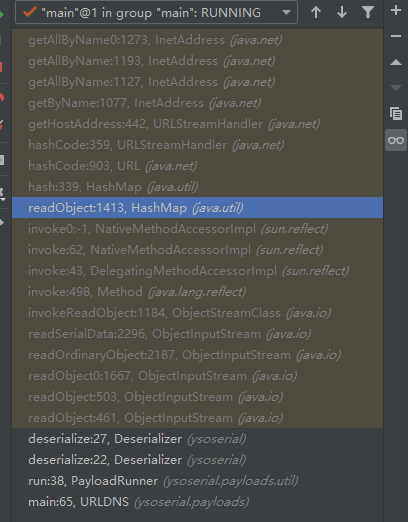 "main"@1 in group "main": RUNNING
getAllByName0:1273, InetAddress (java.net)
getAllByName:1193, InetAddress (java.net)
getAllByName:1127, InetAddress (java.net)
getByName:1077, InetAddress (java.net)
getHostAddress:442, URLStreamHandler (java.net)
hashCode:359, URLStreamHandler (java.net)
hashCode:903, URL (java.net)
hash:339, HashMap (java.util)
readObject:1413, HashMap (java.util)
invoke0:-1, NativeMethodAccessorImpl (sun.reflect)
invoke:62, NativeMethodAccessorImpl (sun.reflect)
invoke:43, DelegatingMethodAccessorImpl (sun.reflect)
invoke:498, Method (java.lang.reflect)
invokeReadObject:1184, ObjectStreamClass (java.io)
readSerialData:2296, ObjectInputStream (java.io)
readOrdinaryObject:2187, ObjectInputStream (java.io)
readObject0:1667, ObjectInputStream (java.io)
readObject:503, ObjectInputStream (java.io)
readObject:461, ObjectInputStream (java.io)
deserialize:27, Deserializer (ysoserial)
deserialize:22, Deserializer (ysoserial)
run:38, PayloadRunner (ysoserial.payloads.util)
main:65, URLDNS (ysoserial.payloads)